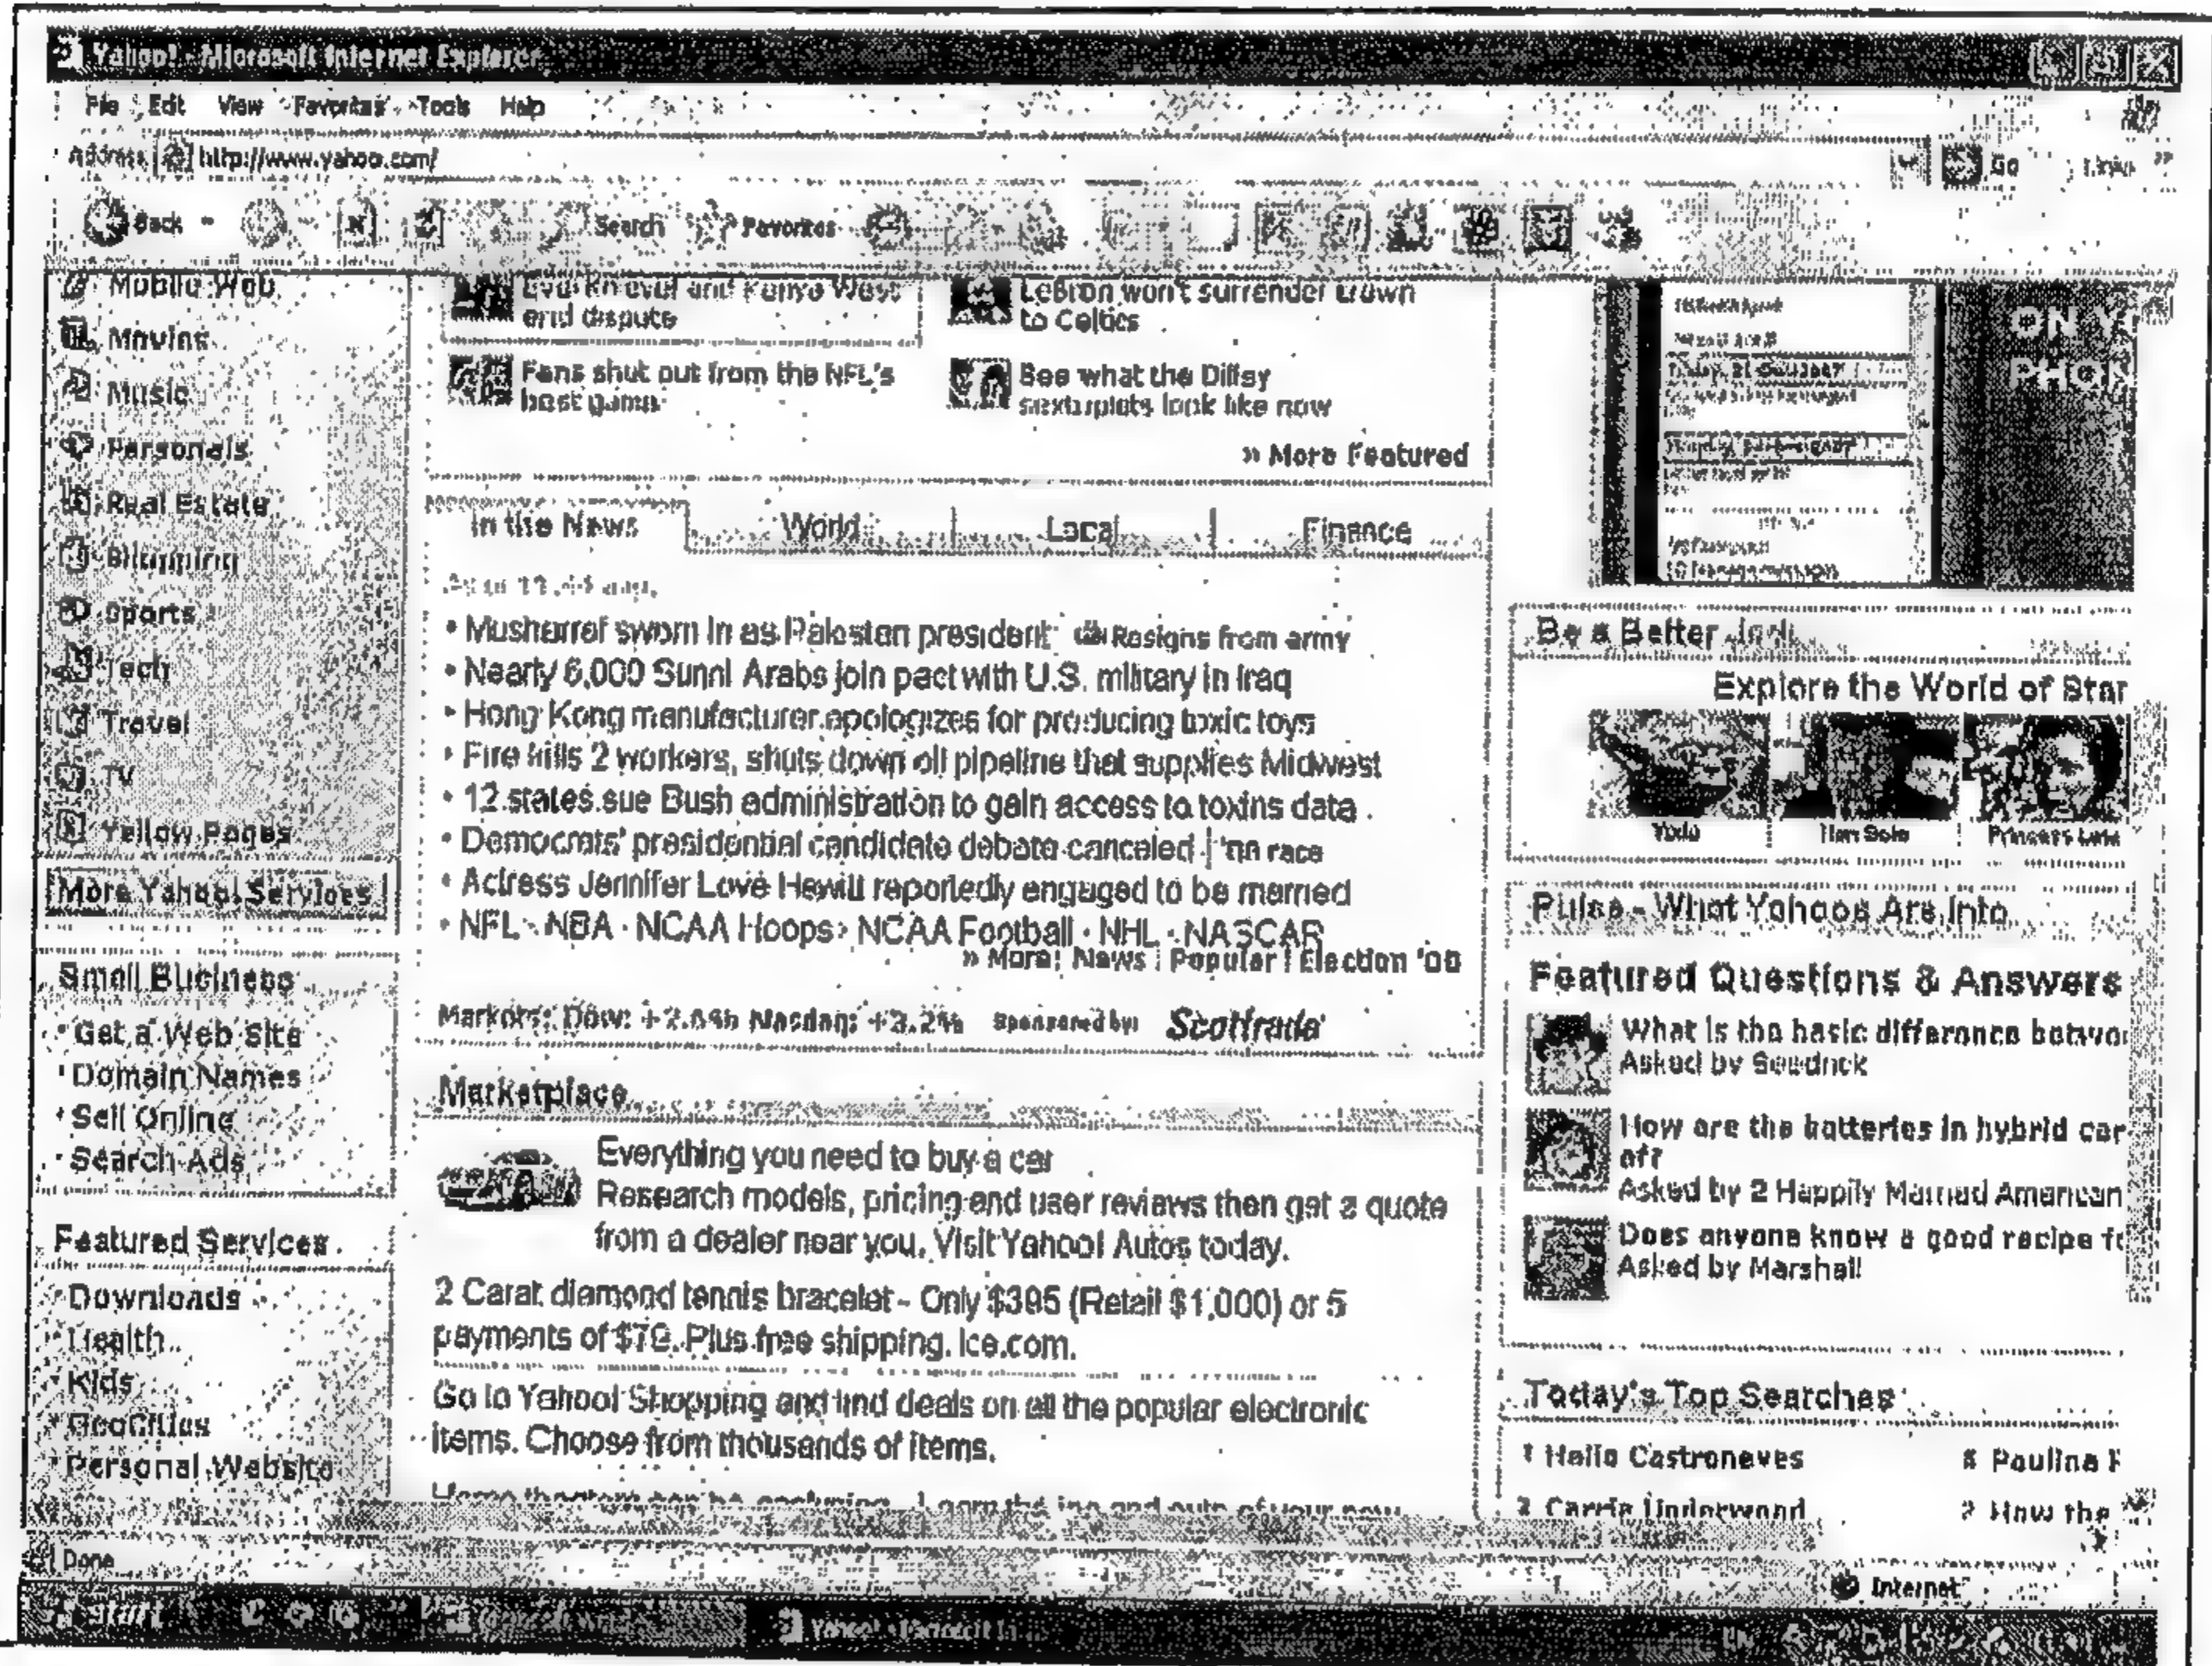 Yahoo! - Microsoft Internet Explorer
File Edit View Favorites Tools Help
Address http://www.yahoo.com/ Go Links
Back Search Favorites
Mobile Web
Movies
Music
Personals
Real Estate
Shopping
Sports
Tech
Travel
TV
Yellow Pages
More Yahoo! Services
Small Business
Get a Web Site
Domain Names
Sell Online
Search Ads
Featured Services
Downloads
Health
Kids
GeoCities
Personal Website
Evel Knievel and Kanye West
end dispute
LeBron won't surrender crown
to Celtics
Fans shut out from the NFL's
best game
See what the Dilley
sextuplets look like now
» More Featured
In the News World Local Finance
• Musharraf sworn in as Pakistan president Resigns from army
• Nearly 6,000 Sunni Arabs join pact with U.S. military in Iraq
• Hong Kong manufacturer apologizes for producing toxic toys
• Fire kills 2 workers, shuts down oil pipeline that supplies Midwest
• 12 states sue Bush administration to gain access to toxins data
• Democrats' presidential candidate debate canceled | race
• Actress Jennifer Love Hewitt reportedly engaged to be married
• NFL · NBA · NCAA Hoops · NCAA Football · NHL · NASCAR
» More: News | Popular | Election '08
Markets: Dow: Nasdaq: Sponsored by: Scottrade
Marketplace
Everything you need to buy a car
Research models, pricing and user reviews then get a quote
from a dealer near you. Visit Yahoo! Autos today.
2 Carat diamond tennis bracelet - Only $395 (Retail $1,000) or 5
payments of $79. Plus free shipping. Ice.com.
Go to Yahoo! Shopping and find deals on all the popular electronic
items. Choose from thousands of items.
Be a Better
Explore the World of Star
Yoda Han Solo Princess Leia
Pulse - What Yahoos Are Into
Featured Questions & Answers
What is the basic difference betwe
Asked by
How are the batteries in hybrid car
Asked by 2 Happily Married American
Does anyone know a good recipe fo
Asked by Marshall
Today's Top Searches
1 Helio Castroneves
Paulina
2 Carrie Underwood
How the
Done
Internet
start